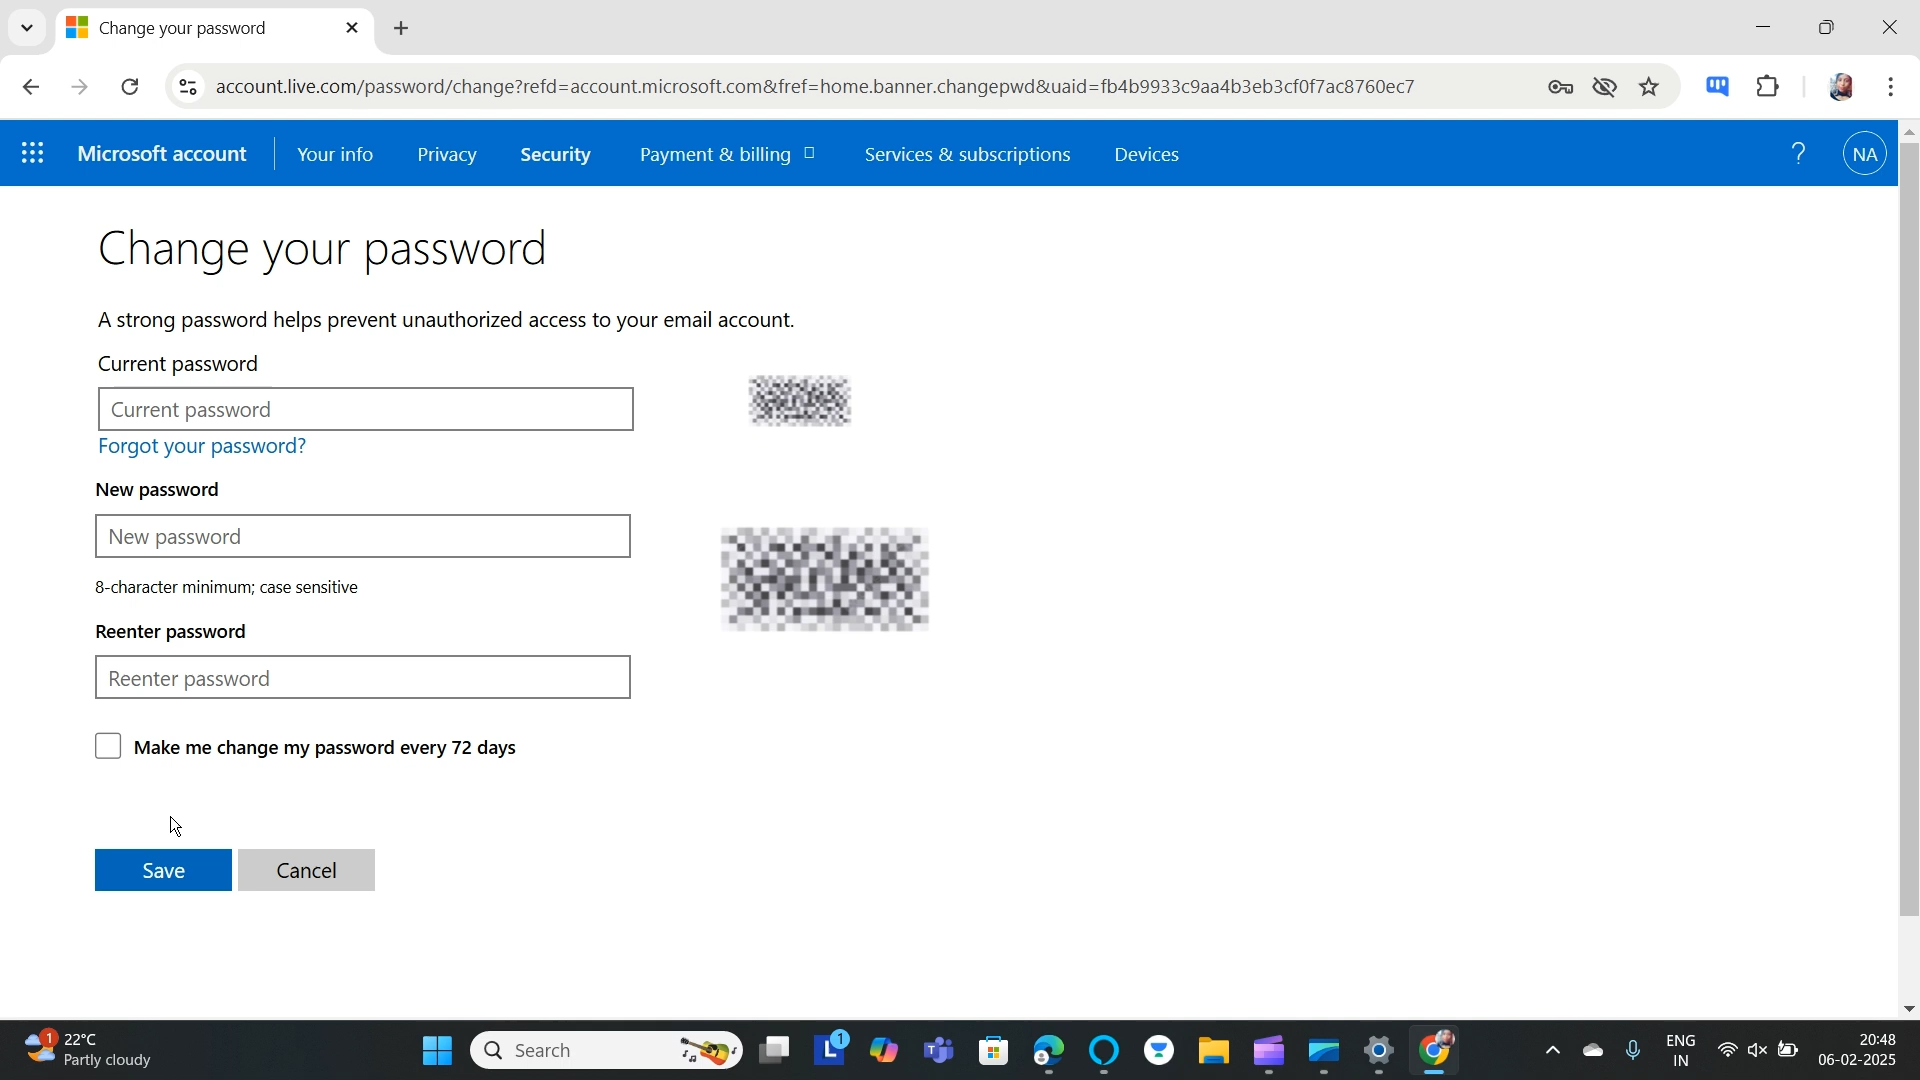 Change your password
account.live.com/password/change?refd=account.microsoft.com&fref=home.banner.changepwd&uaid=fb4b9933c9aa4b3eb3cf0f7ac8760ec7
Microsoft account
Your info
Privacy
Security
Payment & billing
Services & subscriptions
Devices
?
NA
Change your password
A strong password helps prevent unauthorized access to your email account.
Current password
Current password
Forgot your password?
New password
New password
8-character minimum; case sensitive
Reenter password
Reenter password
Make me change my password every 72 days
Save
Cancel
1
22°C
Partly cloudy
Search
L
1
ENG
IN
20:48
06-02-2025